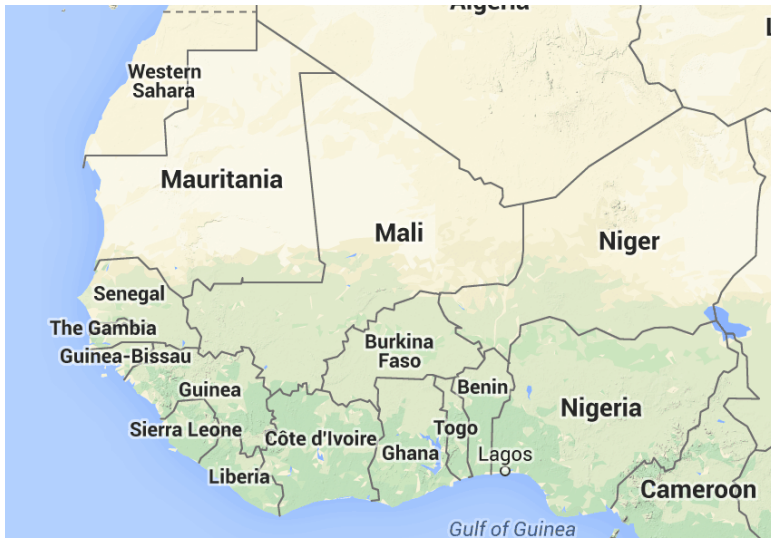 Algeria
L
Western
Sahara
Mauritania
Mali
Niger
Senegal
The Gambia
Guinea-Bissau
Burkina
Faso
Guinea
Benin
Nigeria
Sierra Leone
Côte d'Ivoire
Togo
Ghana
Lagos
Liberia
Cameroon
Gulf of Guinea